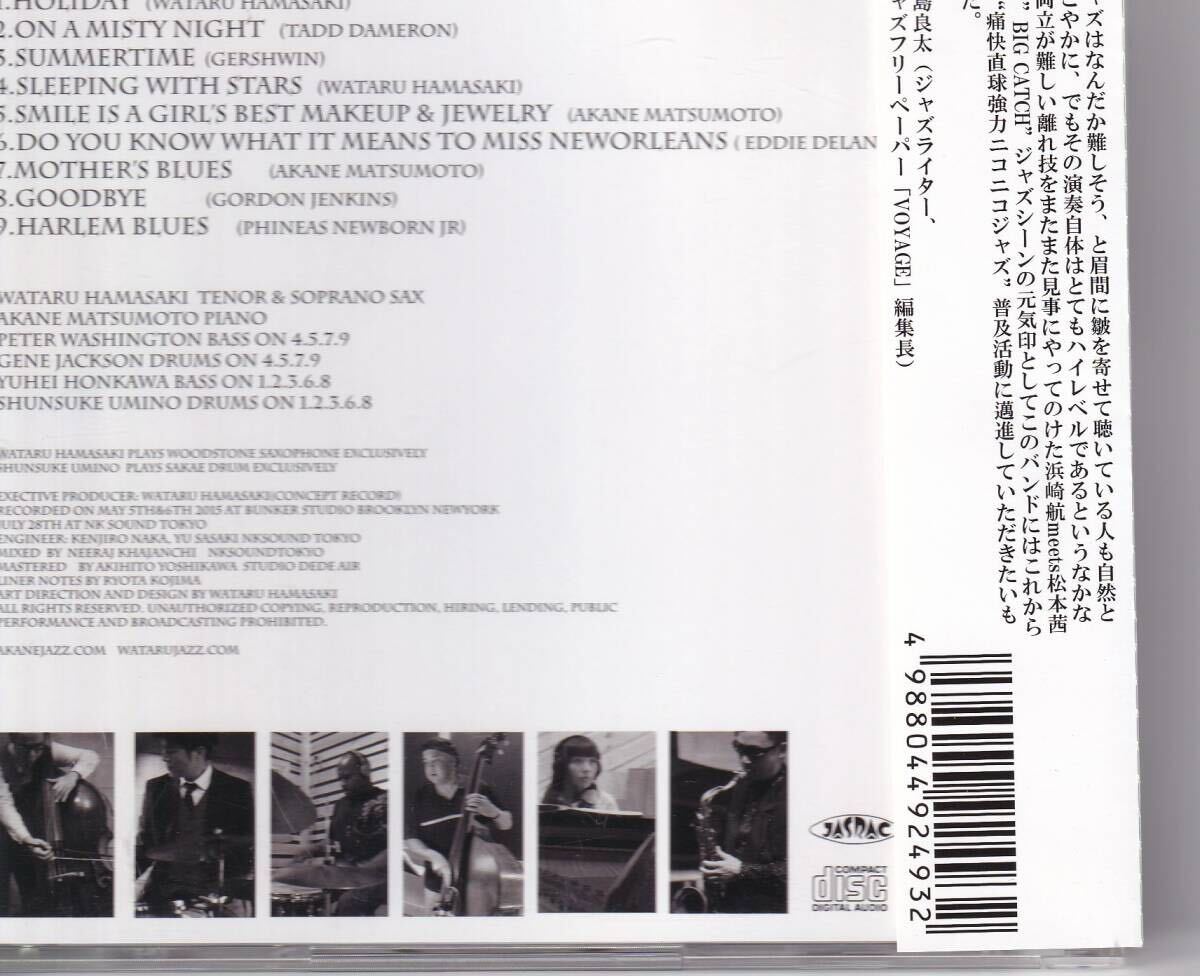 1.HOLIDAY (WATARU HAMASAKI)
2.ON A MISTY NIGHT (TADD DAMERON)
3.SUMMERTIME (GERSHWIN)
4.SLEEPING WITH STARS (WATARU HAMASAKI)
5.SMILE IS A GIRL'S BEST MAKEUP & JEWELRY (AKANE MATSUMOTO)
6.DO YOU KNOW WHAT IT MEANS TO MISS NEWORLEANS ( EDDIE DELAN
7.MOTHER'S BLUES (AKANE MATSUMOTO)
8.GOODBYE (GORDON JENKINS)
9.HARLEM BLUES (PHINEAS NEWBORN JR)
WATARU HAMASAKI TENOR & SOPRANO SAX
AKANE MATSUMOTO PIANO
PETER WASHINGTON BASS ON 4.5.7.9
GENE JACKSON DRUMS ON 4.5.7.9
YUHEI HONKAWA BASS ON 1.2.3.6.8
SHUNSUKE UMINO DRUMS ON 1.2.3.6.8
WATARU HAMASAKI PLAYS WOODSTONE SAXOPHONE EXCLUSIVELY
SHUNSUKE UMINO PLAYS SAKAE DRUM EXCLUSIVELY
EXECTIVE PRODUCER: WATARU HAMASAKI(CONCEPT RECORD)
RECORDED ON MAY 5TH&6TH 2015 AT BUNKER STUDIO BROOKLYN NEWYORK
JULY 28TH AT NK SOUND TOKYO
ENGINEER: KENJIRO NAKA, YU SASAKI NKSOUND TOKYO
MIXED BY NEERAJ KHAJANCHI NKSOUNDTOKYO
MASTERED BY AKIHITO YOSHIKAWA STUDIO DEDE AIR
LINER NOTES BY RYOTA KOJIMA
ART DIRECTION AND DESIGN BY WATARU HAMASAKI
ALL RIGHTS RESERVED. UNAUTHORIZED COPYING, REPRODUCTION, HIRING, LENDING, PUBLIC
PERFORMANCE AND BROADCASTING PROHIBITED.
AKANEJAZZ.COM WATARUJAZZ.COM
ャズはなんだか難しそう、と眉間に皺を寄せて聴いている人も自然と
こやかに、でもその演奏自体はとてもハイレベルであるというなかな
両立が難しい離れ技をまたまた見事にやってのけた浜崎航meets松本茜
” BIG CATCH” ジャズシーンの元気印としてこのバンドにはこれから
“痛快直球強力ニコニコジャズ” 普及活動に邁進していただきたいも
た。
島良太（ジャズライター、
ャズフリーペーパー「VOYAGE」編集長）
4 988044 924932
JASRAC
COMPACT
disc
DIGITAL AUDIO